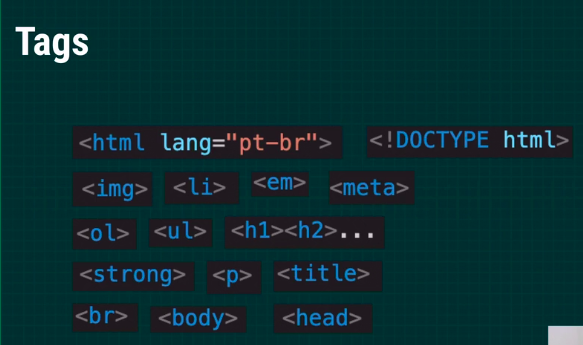 Tags
<html lang="pt-br"> <!DOCTYPE html>
<img> <li> <em> <meta>
<ol> <ul> <h1><h2>...
<strong> <p> <title>
<br> <body> <head>